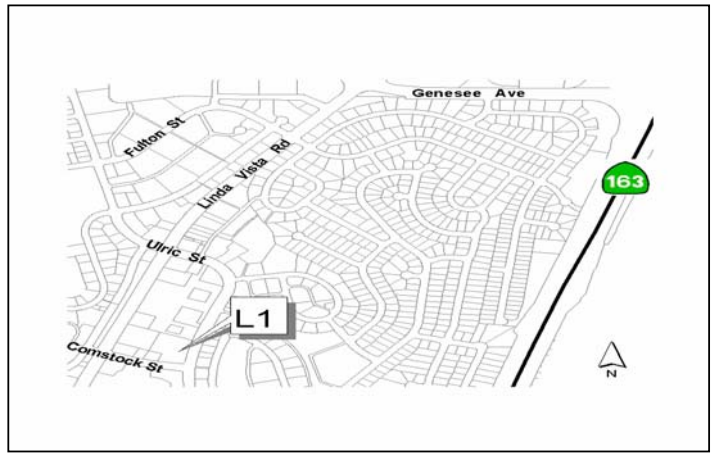 Genesee Ave
Fulton St
Linda Vista Rd
163
Ulric St
L1
Comstock St
N